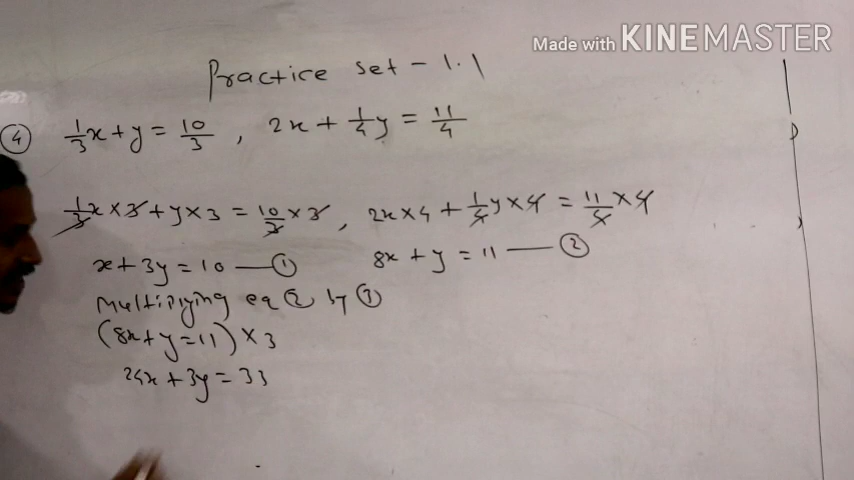 Made with KINEMASTER
Practice set - 1.1
④ 1/3x + y = 10/3 , 2x + 1/4y = 11/4
1/3x × 3 + y × 3 = 10/3 × 3 , 2x × 4 + 1/4y × 4 = 11/4 × 4
x + 3y = 10 — ① 8x + y = 11 — ②
Multiplying eq ② by
(8x + y = 11) × 3
24x + 3y = 33